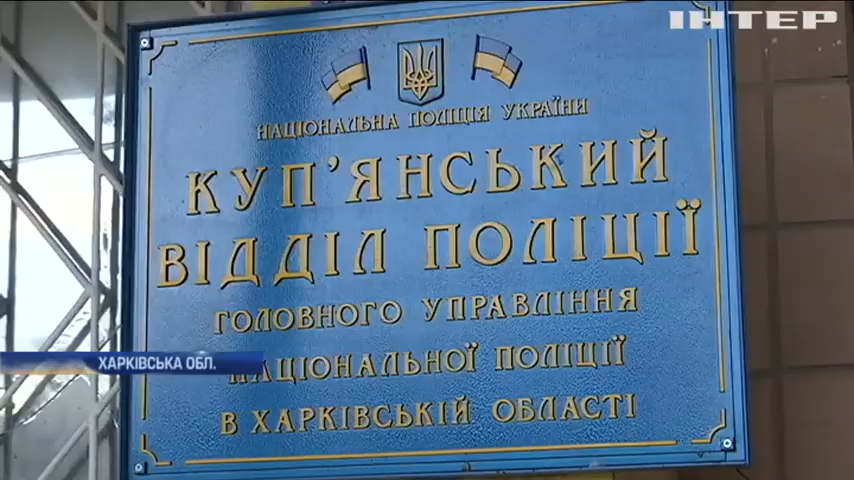 ІНТЕР
НАЦІОНАЛЬНА ПОЛІЦІЯ УКРАЇНИ
КУП'ЯНСЬКИЙ
ВІДДІЛ ПОЛІЦІЇ
ГОЛОВНОГО УПРАВЛІННЯ
НАЦІОНАЛЬНОЇ ПОЛІЦІЇ
В ХАРКІВСЬКІЙ ОБЛАСТІ
ХАРКІВСЬКА ОБЛ.